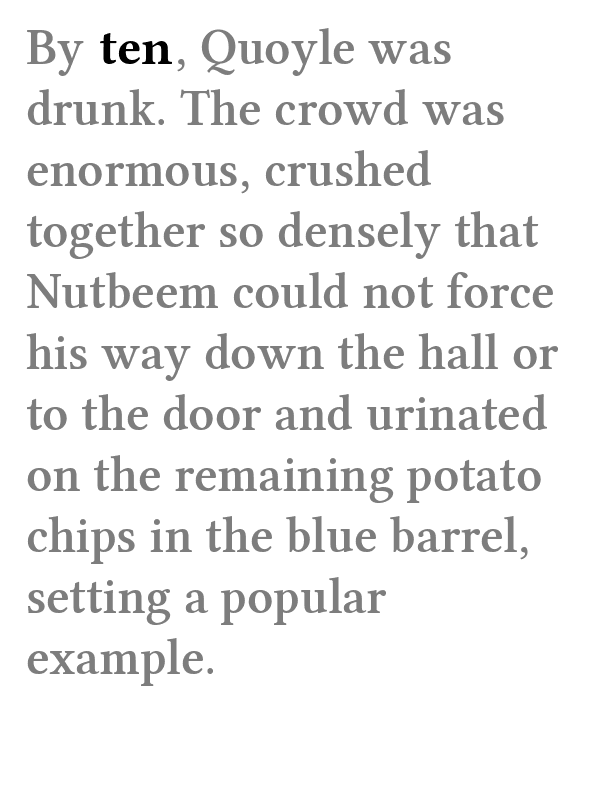 By ten, Quoyle was
drunk. The crowd was
enormous, crushed
together so densely that
Nutbeem could not force
his way down the hall or
to the door and urinated
on the remaining potato
chips in the blue barrel,
setting a popular
example.